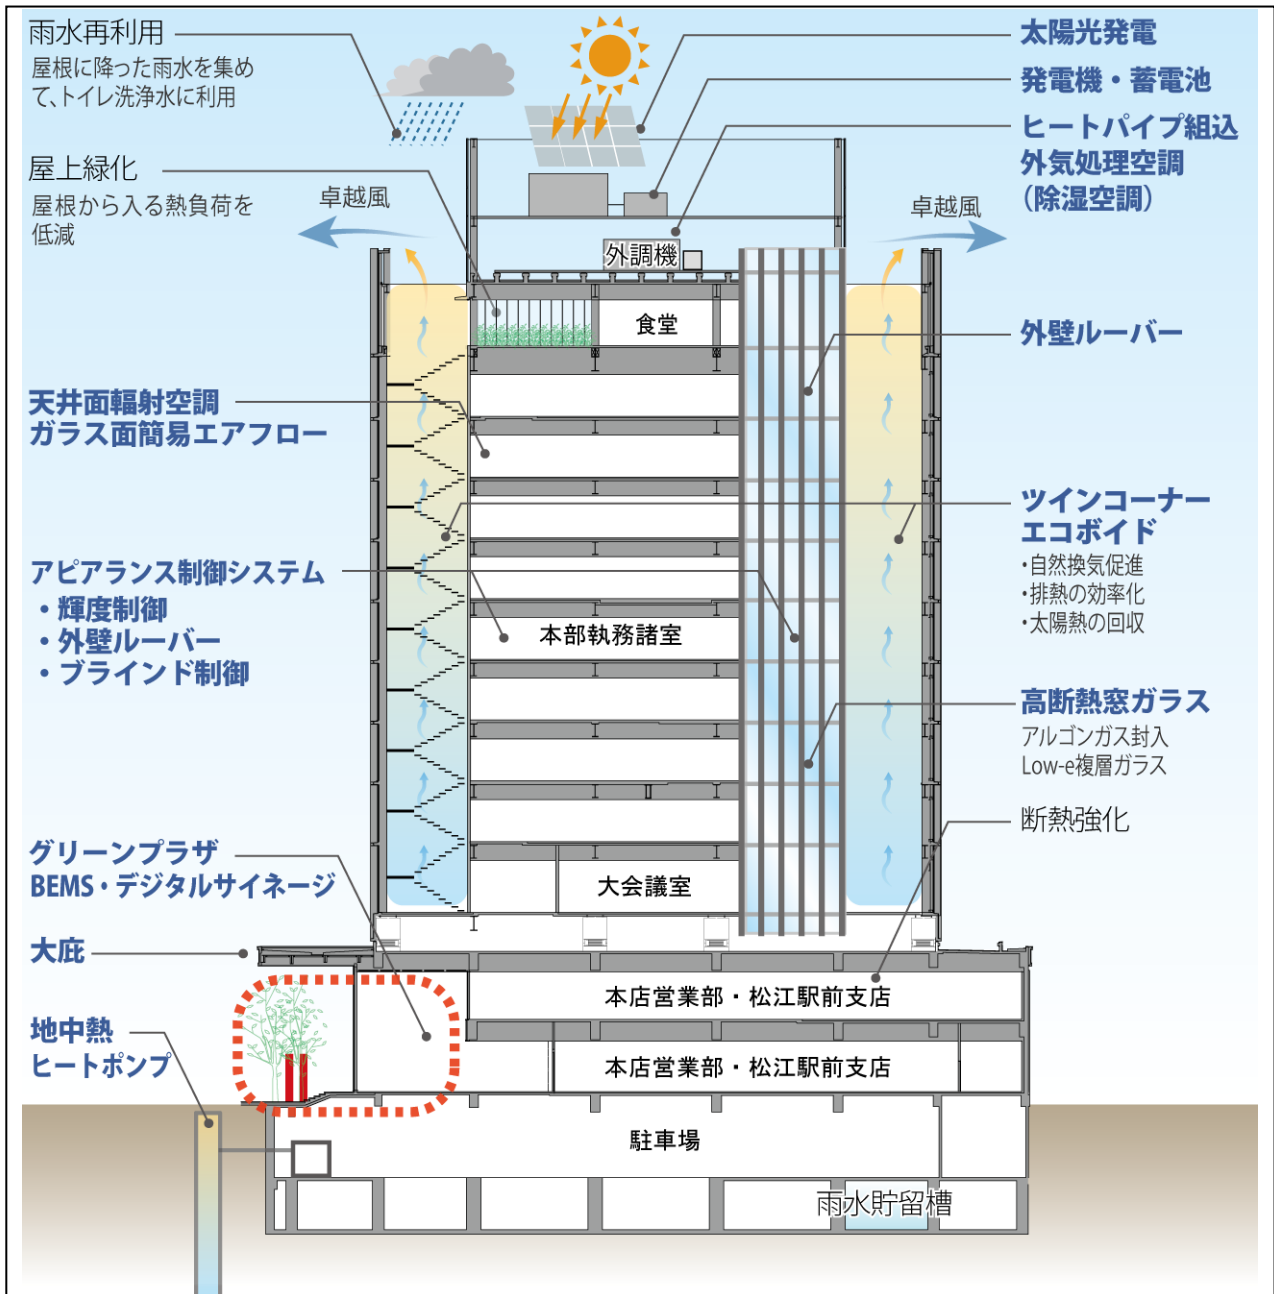 雨水再利用
屋根に降った雨水を集め
て、トイレ洗浄水に利用
屋上緑化
屋根から入る熱負荷を
低減
卓越風
太陽光発電
発電機・蓄電池
ヒートパイプ組込
外気処理空調
(除湿空調)
卓越風
外調機
食堂
外壁ルーバー
天井面輻射空調
ガラス面簡易エアフロー
ツインコーナー
エコボイド
・自然換気促進
・排熱の効率化
・太陽熱の回収
アピアランス制御システム
・輝度制御
・外壁ルーバー
・ブラインド制御
本部執務諸室
高断熱窓ガラス
アルゴンガス封入
Low-e複層ガラス
断熱強化
グリーンプラザ
BEMS・デジタルサイネージ
大会議室
大庇
本店営業部・松江駅前支店
地中熱
ヒートポンプ
本店営業部・松江駅前支店
駐車場
雨水貯留槽